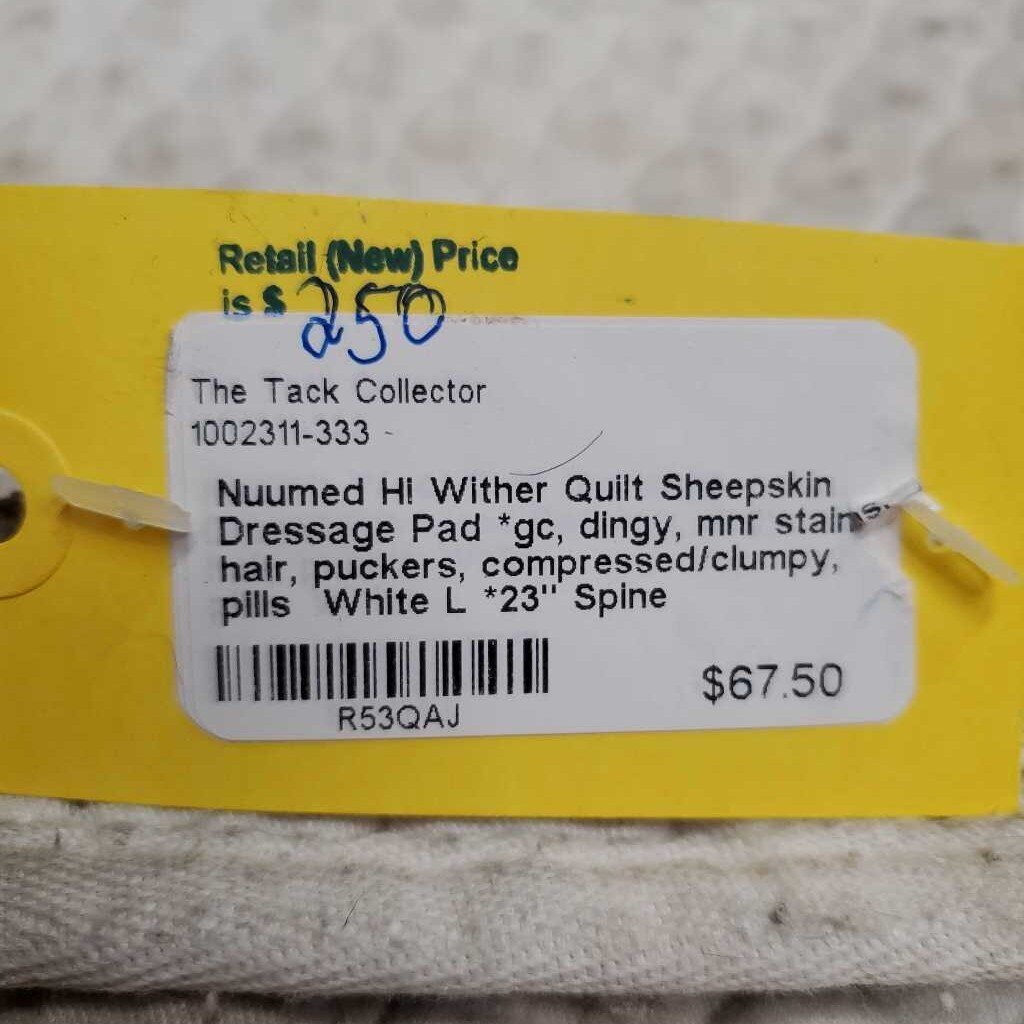 Retail (New) Price
is $ 250
The Tack Collector
1002311-333 -
Nuumed Hi Wither Quilt Sheepskin
Dressage Pad *gc, dingy, mnr stains,
hair, puckers, compressed/clumpy,
pills White L *23" Spine
R53QAJ
$67.50